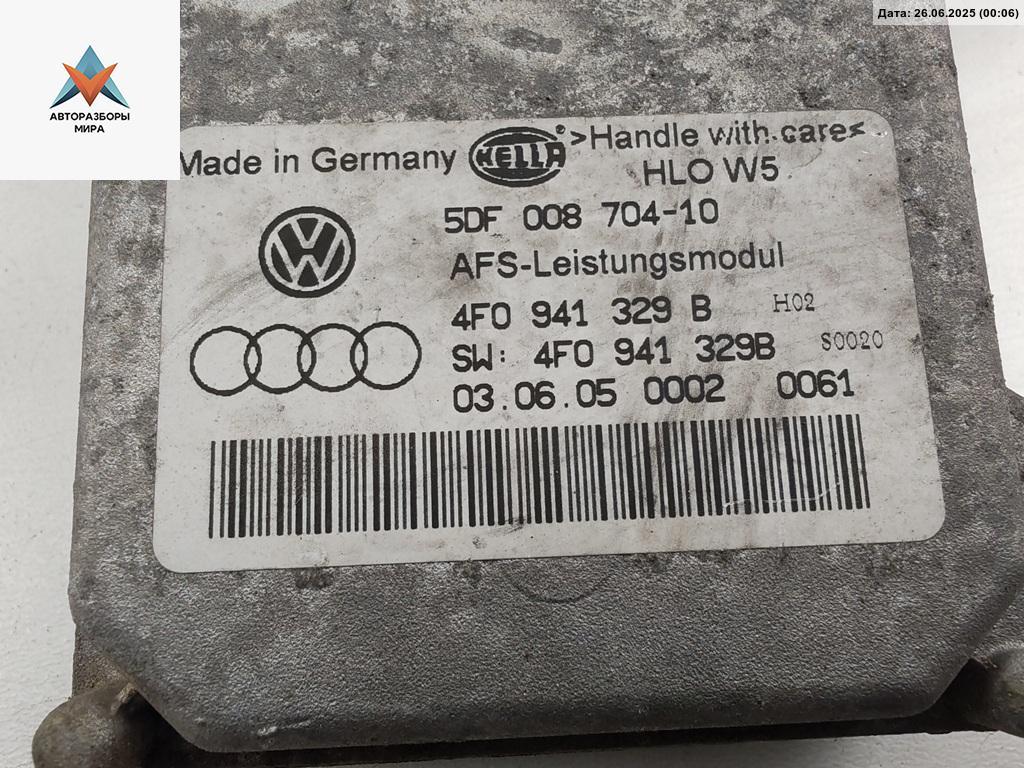 Дата: 26.06.2025 (00:06)
АВТОРАЗБОРЫ
МИРА
Made in Germany HELLA ® >Handle with care<
HLO W5
5DF 008 704-10
AFS-Leistungsmodul
4F0 941 329 B H02
SW: 4F0 941 329B S0020
03.06.05 0002 0061